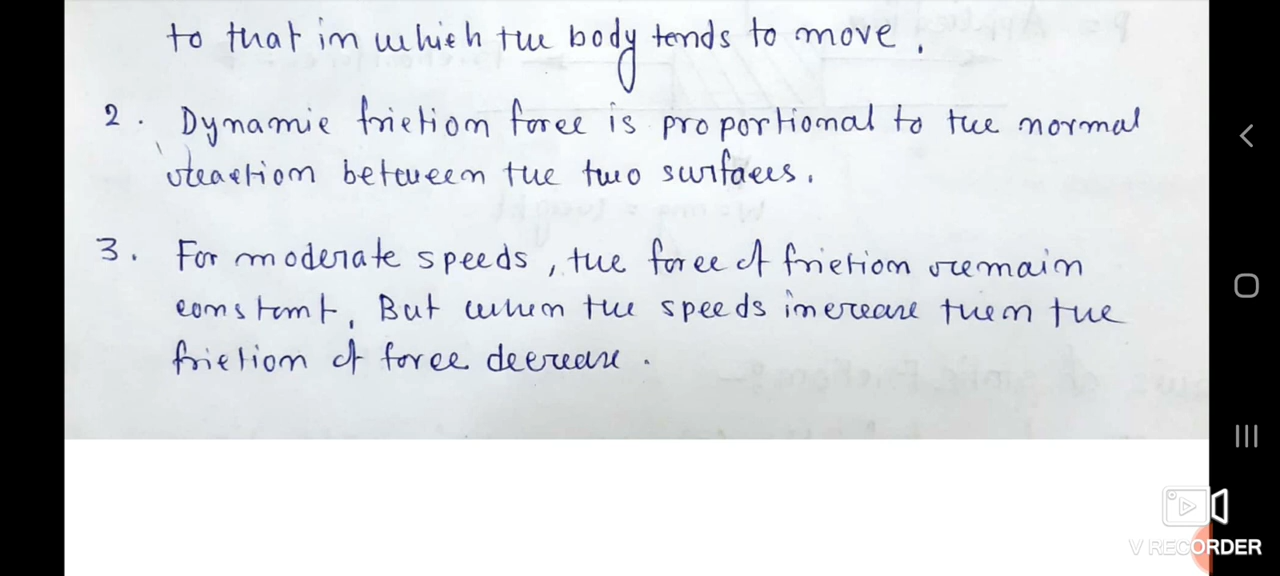 to that in which the body tends to move.
2. Dynamic friction force is proportional to the normal
reaction between the two surfaces.
3. For moderate speeds, the force of friction remain
constant. But when the speeds increase then the
friction of force decrease.
V RECORDER